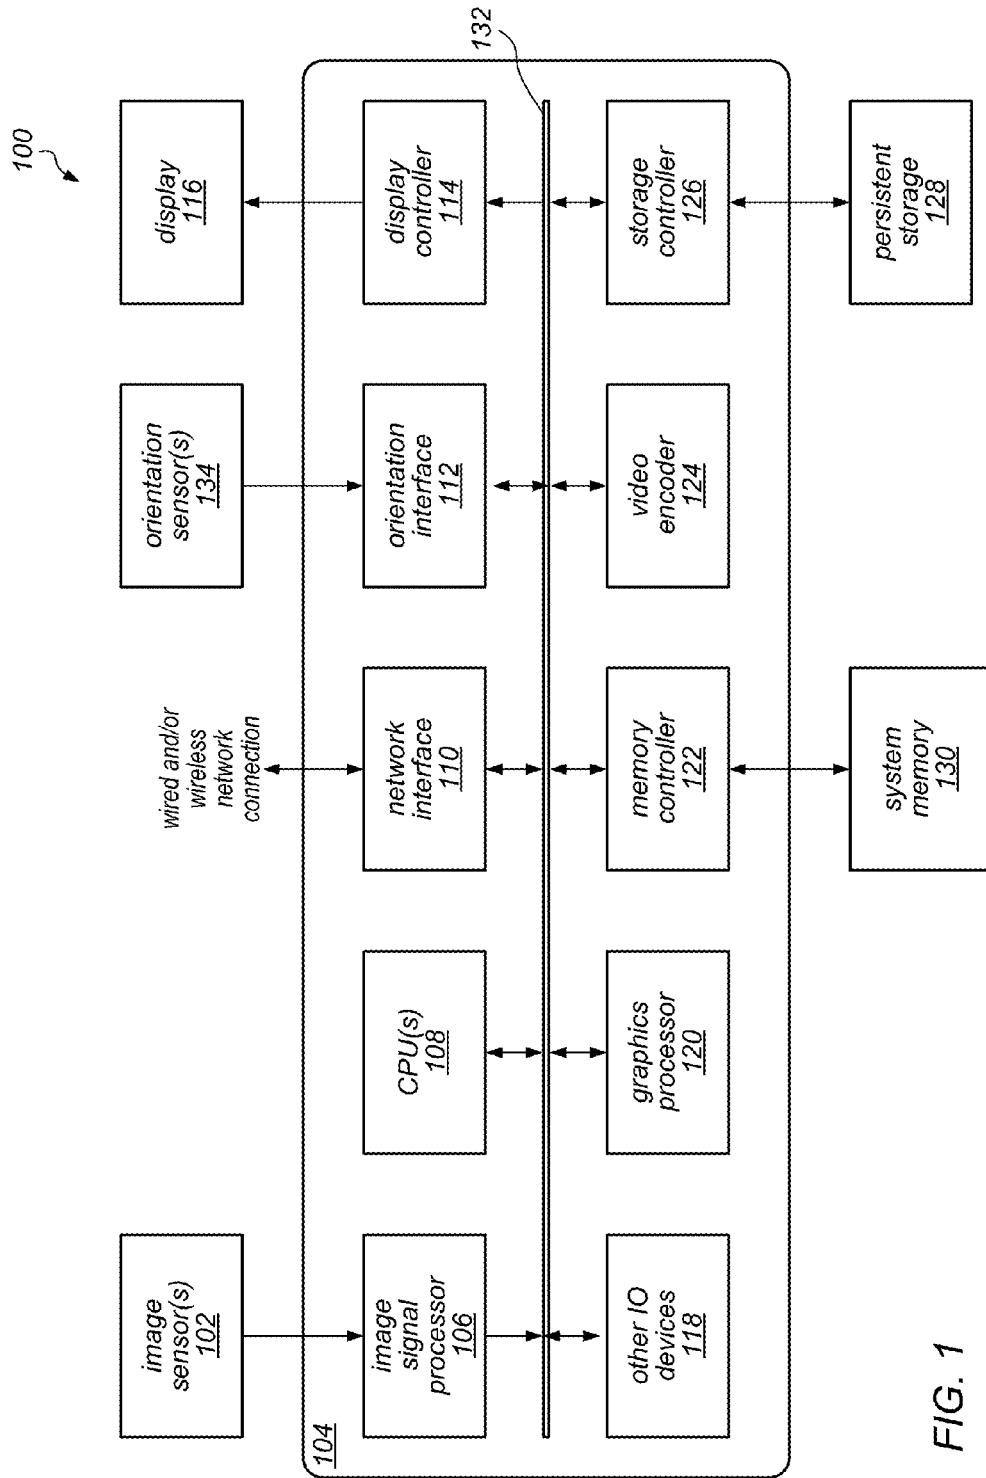 100
image
sensor(s)
102
wired and/or
wireless
network
connection
orientation
sensor(s)
134
display
116
104
image
signal
processor
106
CPU(s)
108
network
interface
110
orientation
interface
112
display
controller
114
132
other IO
devices
118
graphics
processor
120
memory
controller
122
video
encoder
124
storage
controller
126
system
memory
130
persistent
storage
128
FIG. 1